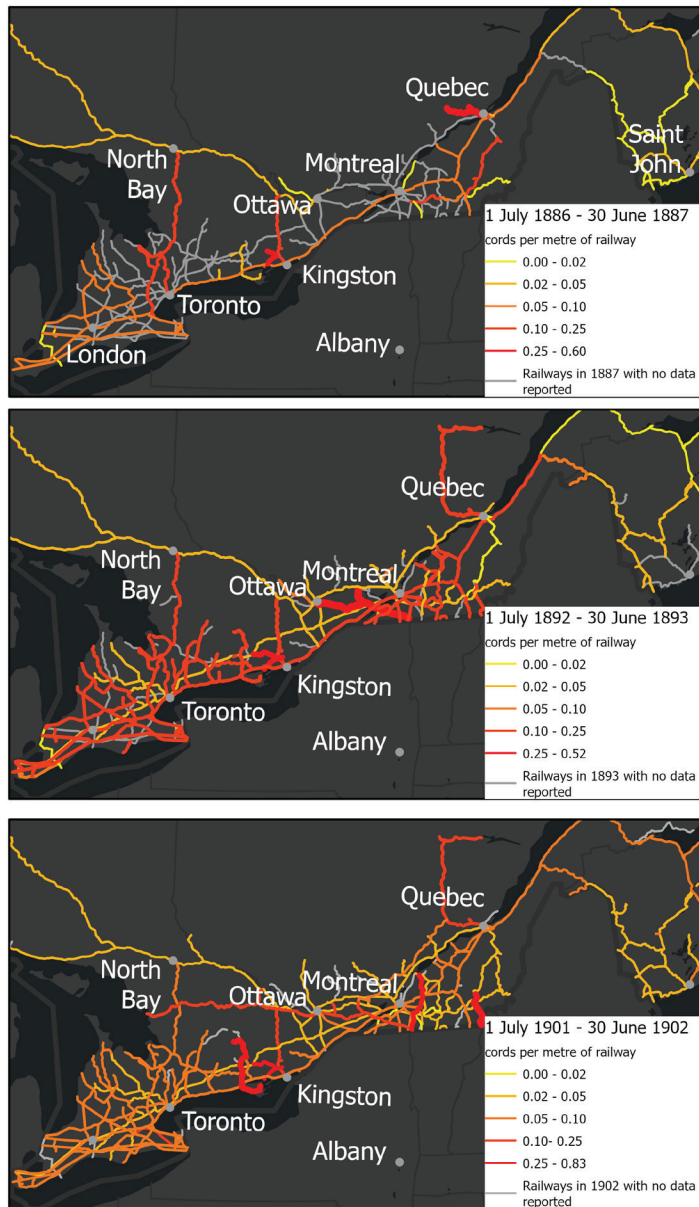 Quebec
North
Bay
Montreal
Saint
John
Ottawa
Kingston
Toronto
London
Albany
1 July 1886 - 30 June 1887
cords per metre of railway
0.00 - 0.02
0.02 - 0.05
0.05 - 0.10
0.10 - 0.25
0.25 - 0.60
Railways in 1887 with no data
reported
Quebec
North
Bay
Ottawa
Montreal
Kingston
Toronto
Albany
1 July 1892 - 30 June 1893
cords per metre of railway
0.00 - 0.02
0.02 - 0.05
0.05 - 0.10
0.10 - 0.25
0.25 - 0.52
Railways in 1893 with no data
reported
Quebec
North
Bay
Ottawa
Montreal
Kingston
Toronto
Albany
1 July 1901 - 30 June 1902
cords per metre of railway
0.00 - 0.02
0.02 - 0.05
0.05 - 0.10
0.10- 0.25
0.25 - 0.83
Railways in 1902 with no data
reported